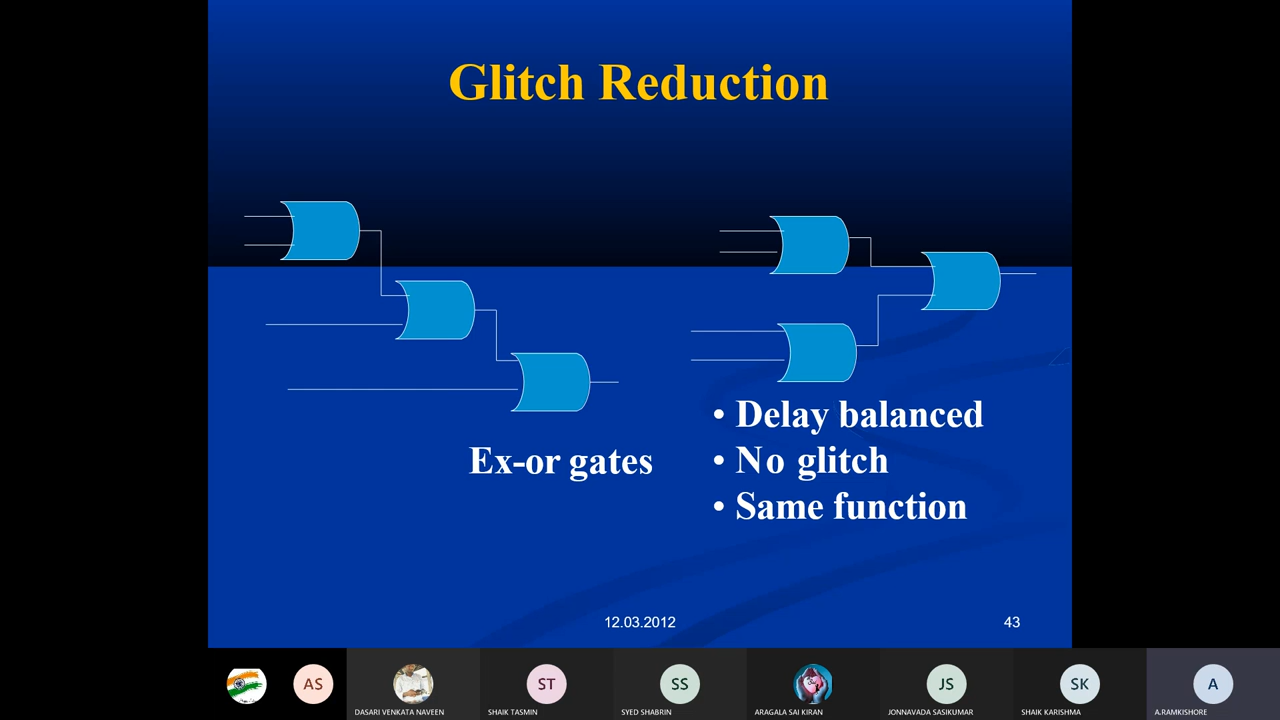 Glitch Reduction
Ex-or gates
• Delay balanced
• No glitch
• Same function
12.03.2012
43
AS
ST
SS
JS
SK
A
DASARI VENKATA NAVEEN
SHAIK TASMIN
SYED SHABRIN
ARAGALA SAI KIRAN
JONNAVADA SASIKUMAR
SHAIK KARISHMA
A.RAMKISHORE